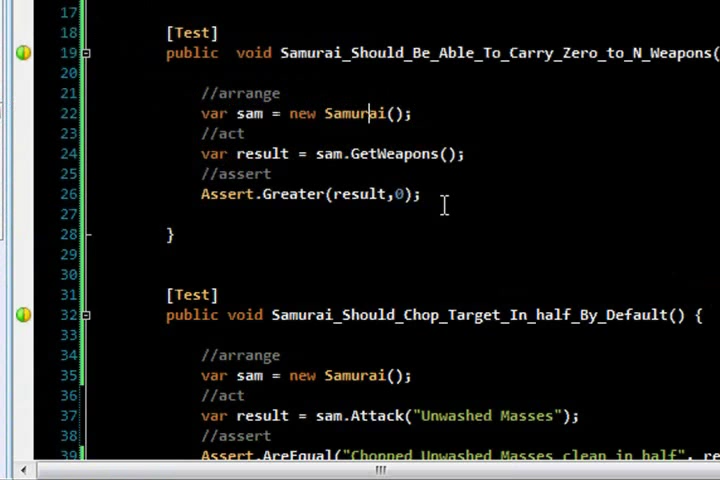 17
18 [Test]
19 public void Samurai_Should_Be_Able_To_Carry_Zero_to_N_Weapons(
20
21 //arrange
22 var sam = new Samurai();
23 //act
24 var result = sam.GetWeapons();
25 //assert
26 Assert.Greater(result,0);
27
28 }
29
30
31 [Test]
32 public void Samurai_Should_Chop_Target_In_half_By_Default() {
34 //arrange
35 var sam = new Samurai();
36 //act
37 var result = sam.Attack("Unwashed Masses");
38 //assert
39 Assert.AreEqual("Chopped Unwashed Masses clean in half", re